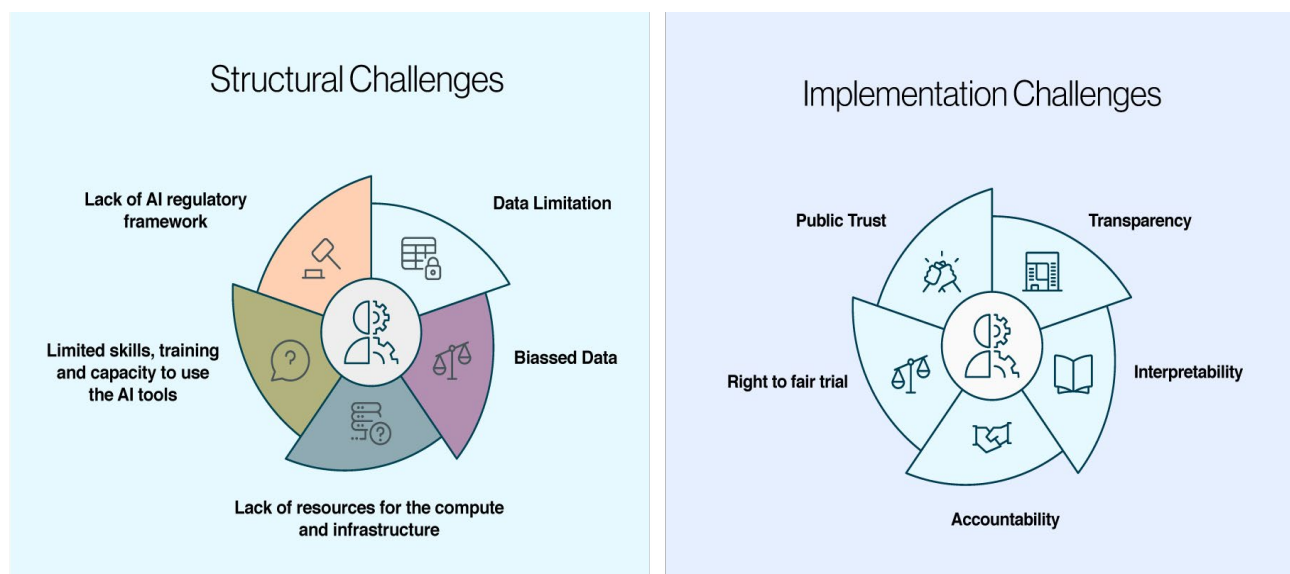 Structural Challenges
Lack of AI regulatory
framework
Data Limitation
Limited skills, training
and capacity to use
the AI tools
Biassed Data
Lack of resources for the compute
and infrastructure
Implementation Challenges
Public Trust
Transparency
Right to fair trial
Interpretability
Accountability